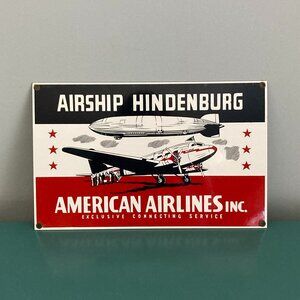 AIRSHIP HINDENBURG
AMERICAN AIRLINES INC.
EXCLUSIVE CONNECTING SERVICE